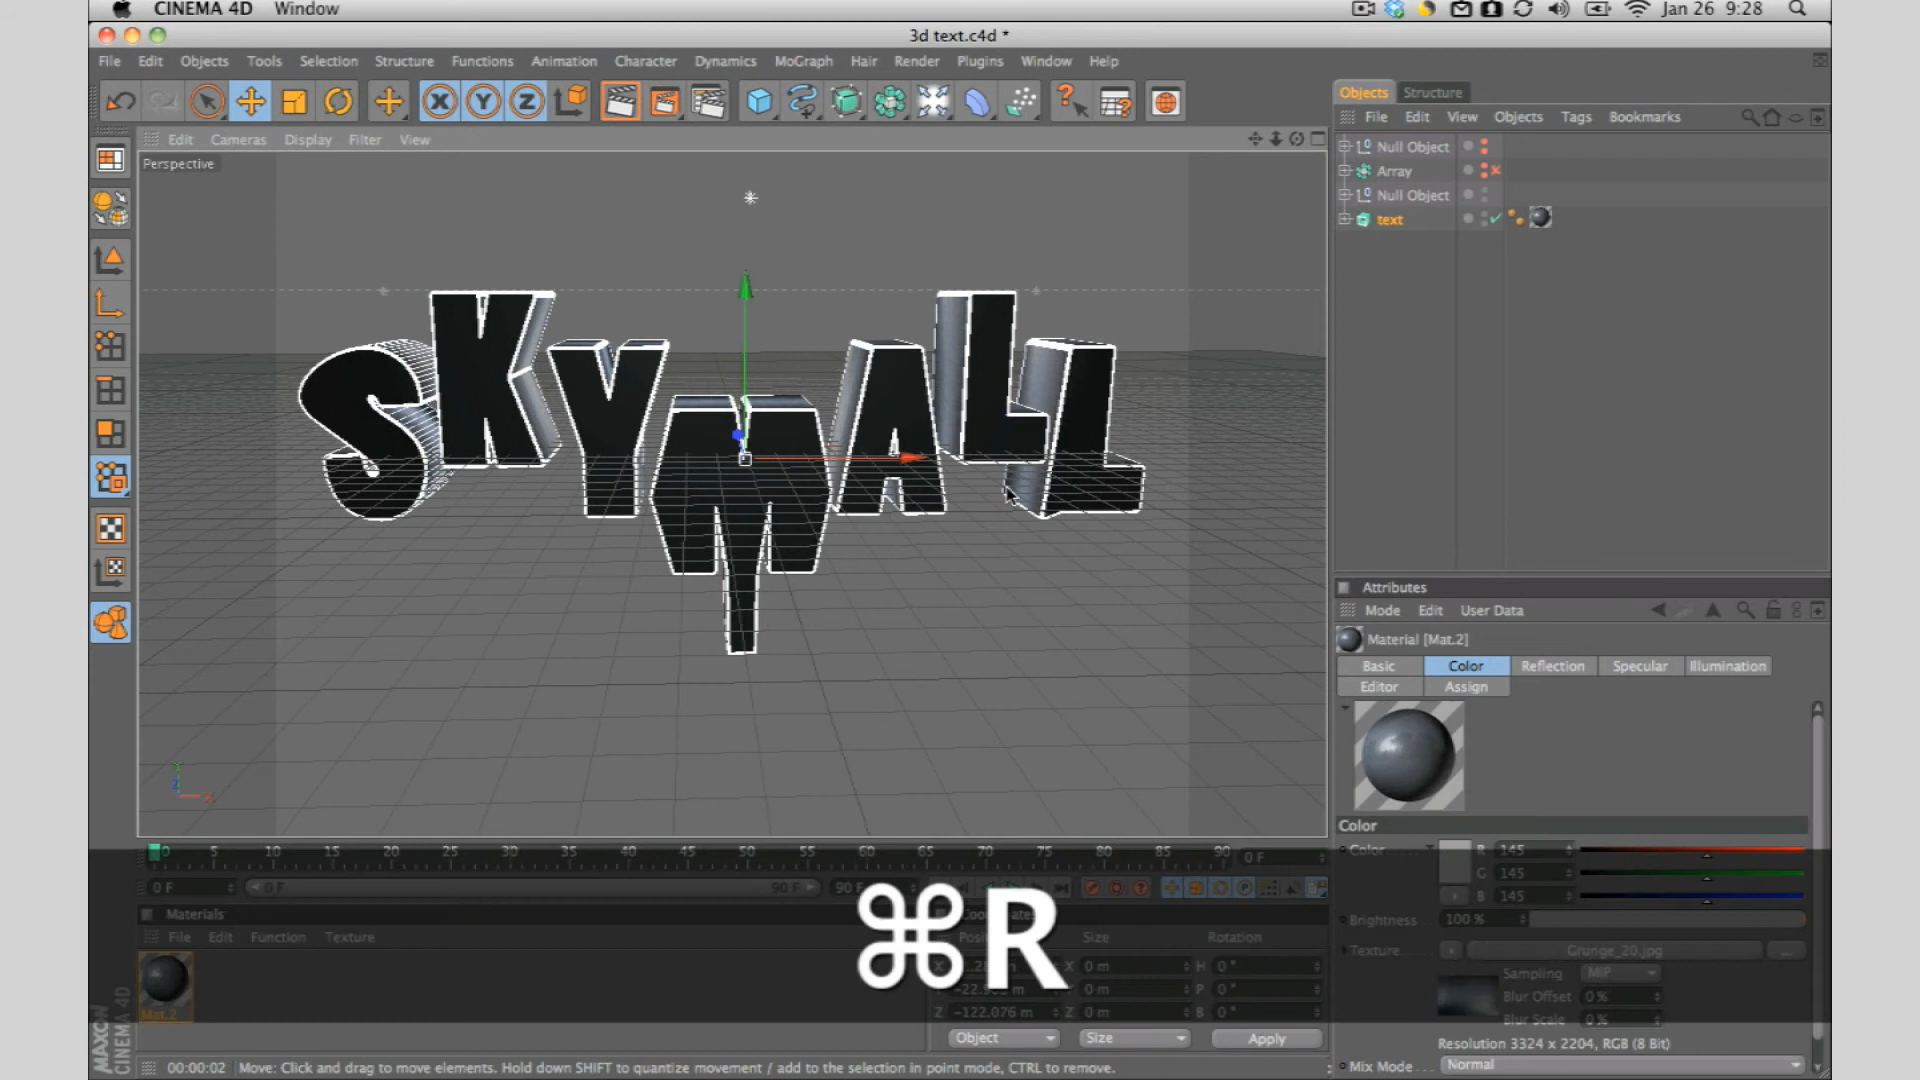 CINEMA 4D Window Jan 26 9:28
3d text.c4d *
File Edit Objects Tools Selection Structure Functions Animation Character Dynamics MoGraph Hair Render Plugins Window Help
Objects Structure
File Edit View Objects Tags Bookmarks
Edit Cameras Display Filter View
Perspective
Null Object
Array
Null Object
text
SKYMALL
Attributes
Mode Edit User Data
Material [Mat.2]
Basic Color Reflection Specular Illumination
Editor Assign
Color
Color R 145
G 145
B 145
Brightness 100 %
Texture Grunge_20.jpg
Sampling MIP
Blur Offset 0 %
Blur Scale 0 %
Resolution 3324 x 2204, RGB (8 Bit)
Mix Mode Normal
0 5 10 15 20 25 30 35 40 45 50 55 60 65 70 75 80 85 90 0 F
0 F 0 F 90 F 90 F
Materials
File Edit Function Texture
Mat.2
⌘R
Size Rotation
X 0 m H 0 °
Y 0 m P 0 °
Z -122.076 m Z 0 m B 0 °
Object Size Apply
MAXON
CINEMA 4D
00:00:02 Move: Click and drag to move elements. Hold down SHIFT to quantize movement / add to the selection in point mode, CTRL to remove.